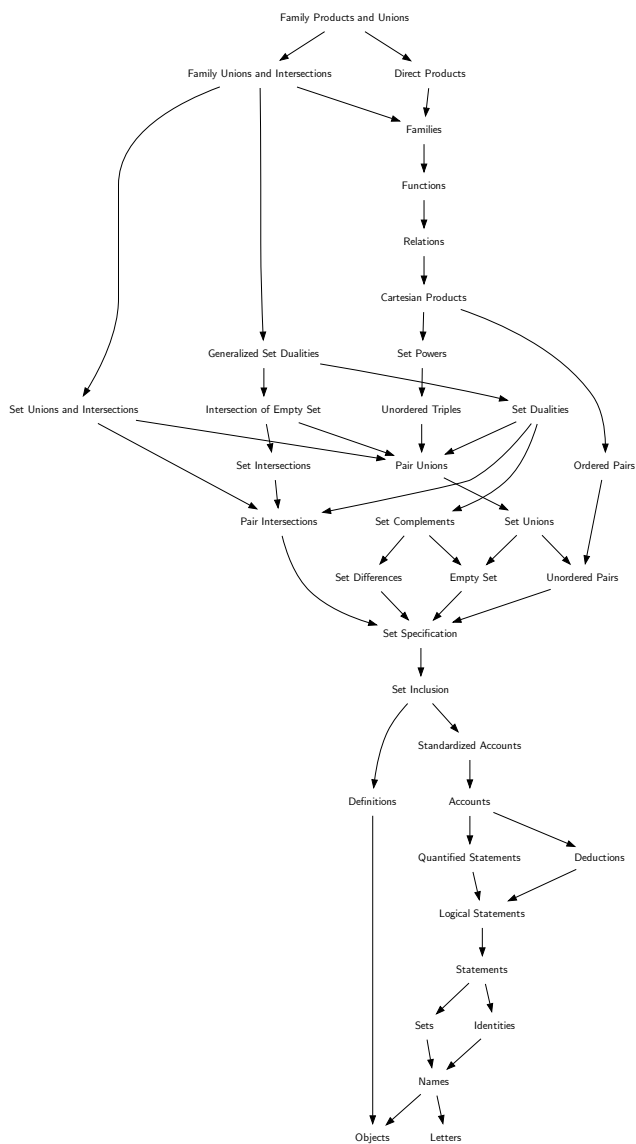 Family Products and Unions
Family Unions and Intersections
Direct Products
Families
Functions
Relations
Cartesian Products
Generalized Set Dualities
Set Powers
Set Unions and Intersections
Intersection of Empty Set
Unordered Triples
Set Dualities
Set Intersections
Pair Unions
Ordered Pairs
Pair Intersections
Set Complements
Set Unions
Set Differences
Empty Set
Unordered Pairs
Set Specification
Set Inclusion
Standardized Accounts
Definitions
Accounts
Quantified Statements
Deductions
Logical Statements
Statements
Sets
Identities
Names
Objects
Letters